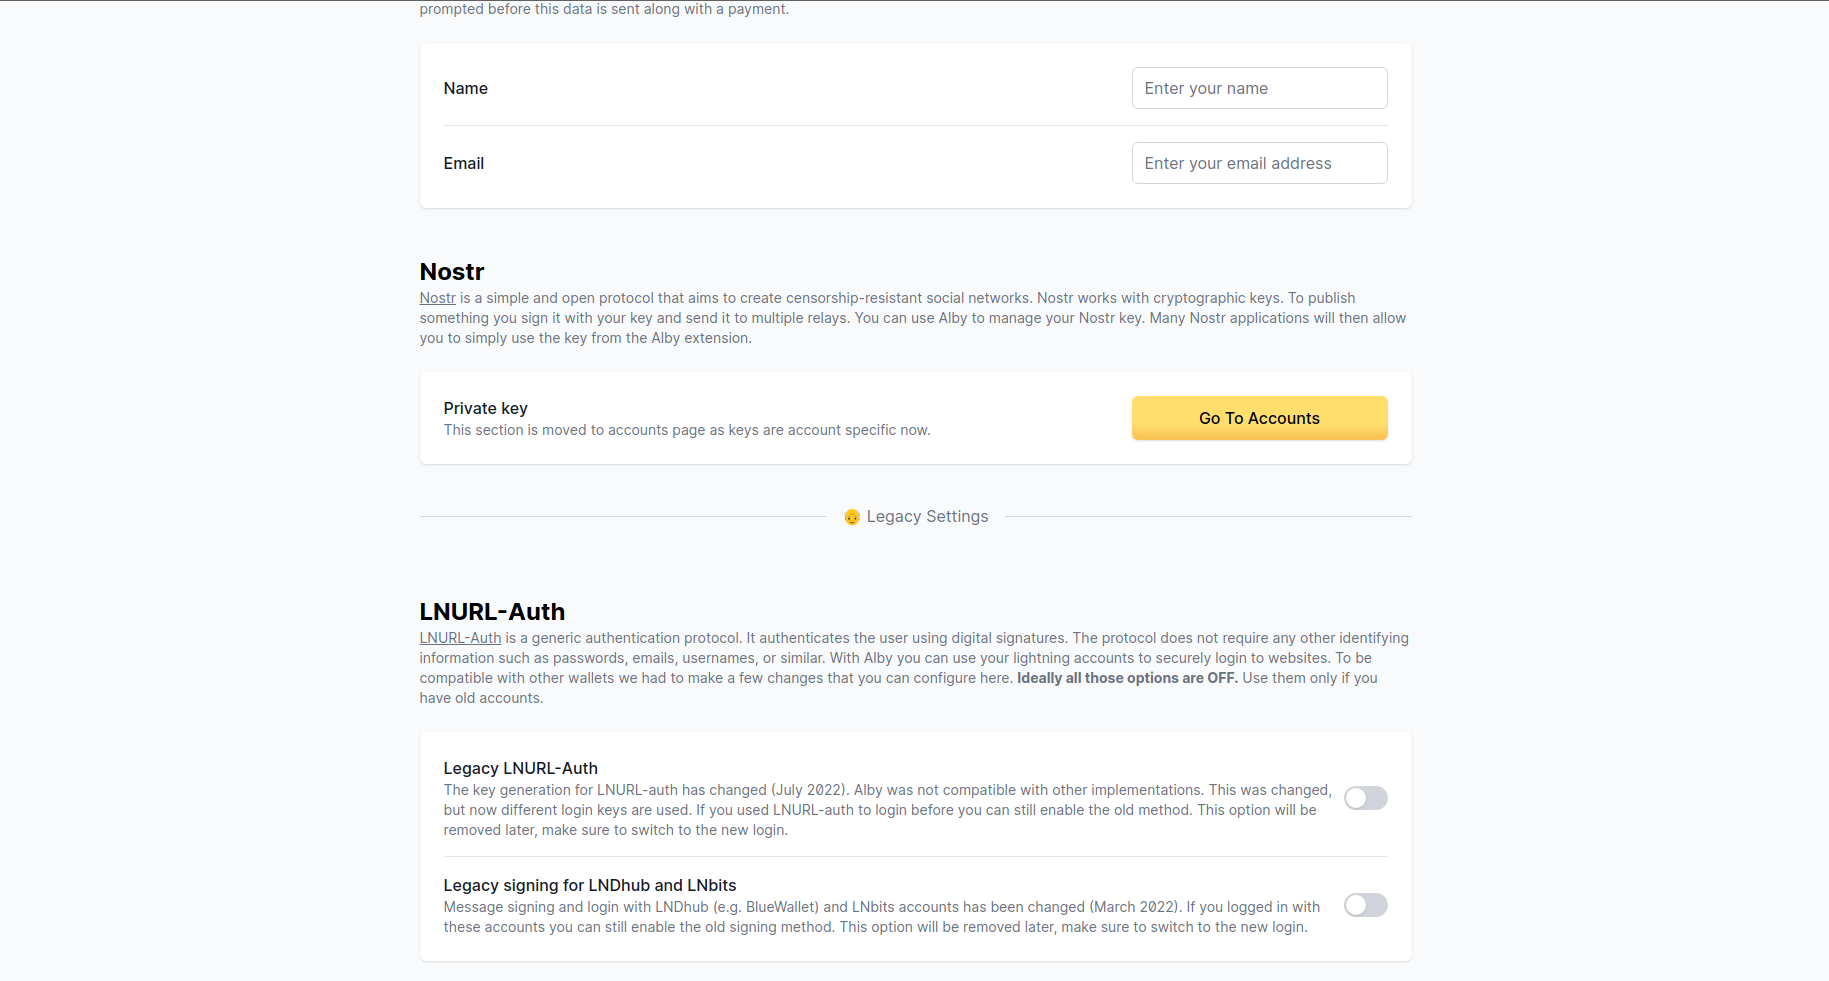 prompted before this data is sent along with a payment.
Name
Enter your name
Email
Enter your email address
Nostr
Nostr is a simple and open protocol that aims to create censorship-resistant social networks. Nostr works with cryptographic keys. To publish
something you sign it with your key and send it to multiple relays. You can use Alby to manage your Nostr key. Many Nostr applications will then allow
you to simply use the key from the Alby extension.
Private key
This section is moved to accounts page as keys are account specific now.
Go To Accounts
👴 Legacy Settings
LNURL-Auth
LNURL-Auth is a generic authentication protocol. It authenticates the user using digital signatures. The protocol does not require any other identifying
information such as passwords, emails, usernames, or similar. With Alby you can use your lightning accounts to securely login to websites. To be
compatible with other wallets we had to make a few changes that you can configure here. Ideally all those options are OFF. Use them only if you
have old accounts.
Legacy LNURL-Auth
The key generation for LNURL-auth has changed (July 2022). Alby was not compatible with other implementations. This was changed,
but now different login keys are used. If you used LNURL-auth to login before you can still enable the old method. This option will be
removed later, make sure to switch to the new login.
Legacy signing for LNDhub and LNbits
Message signing and login with LNDhub (e.g. BlueWallet) and LNbits accounts has been changed (March 2022). If you logged in with
these accounts you can still enable the old signing method. This option will be removed later, make sure to switch to the new login.